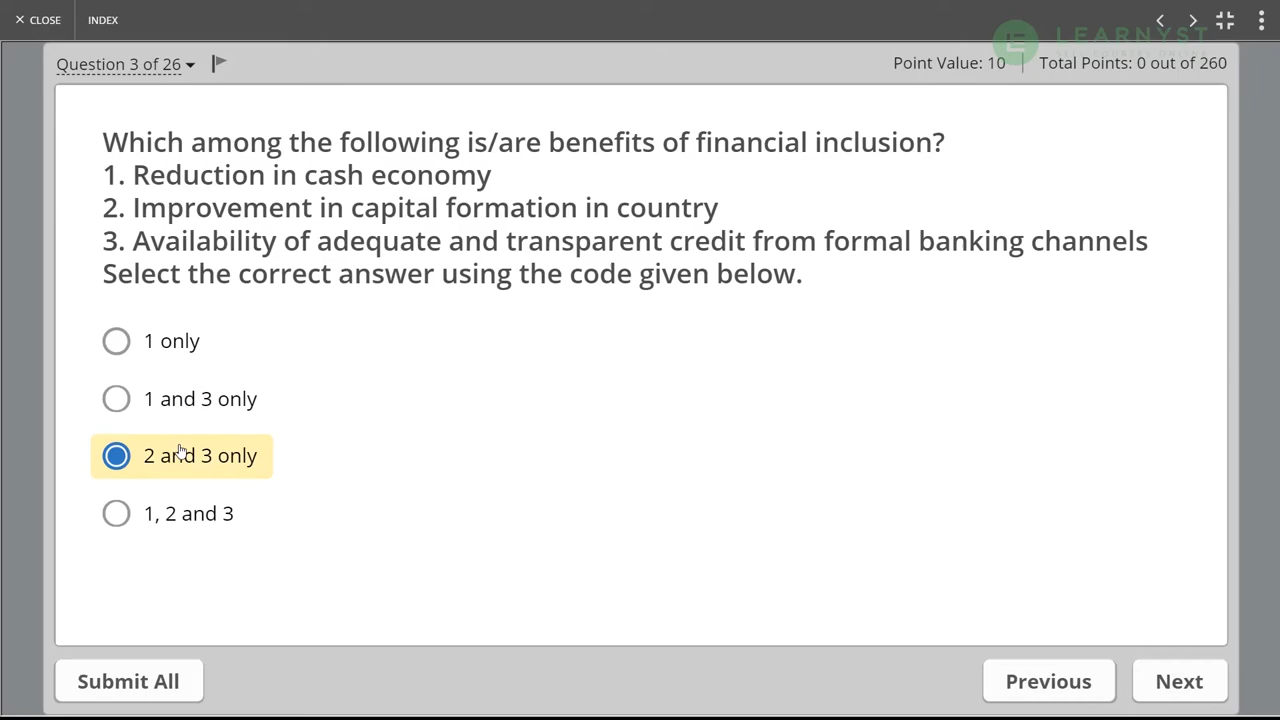 × CLOSE
INDEX
LEARNYST
Question 3 of 26
Point Value: 10
Total Points: 0 out of 260
Which among the following is/are benefits of financial inclusion?
1. Reduction in cash economy
2. Improvement in capital formation in country
3. Availability of adequate and transparent credit from formal banking channels
Select the correct answer using the code given below.
1 only
1 and 3 only
2 and 3 only
1, 2 and 3
Submit All
Previous
Next